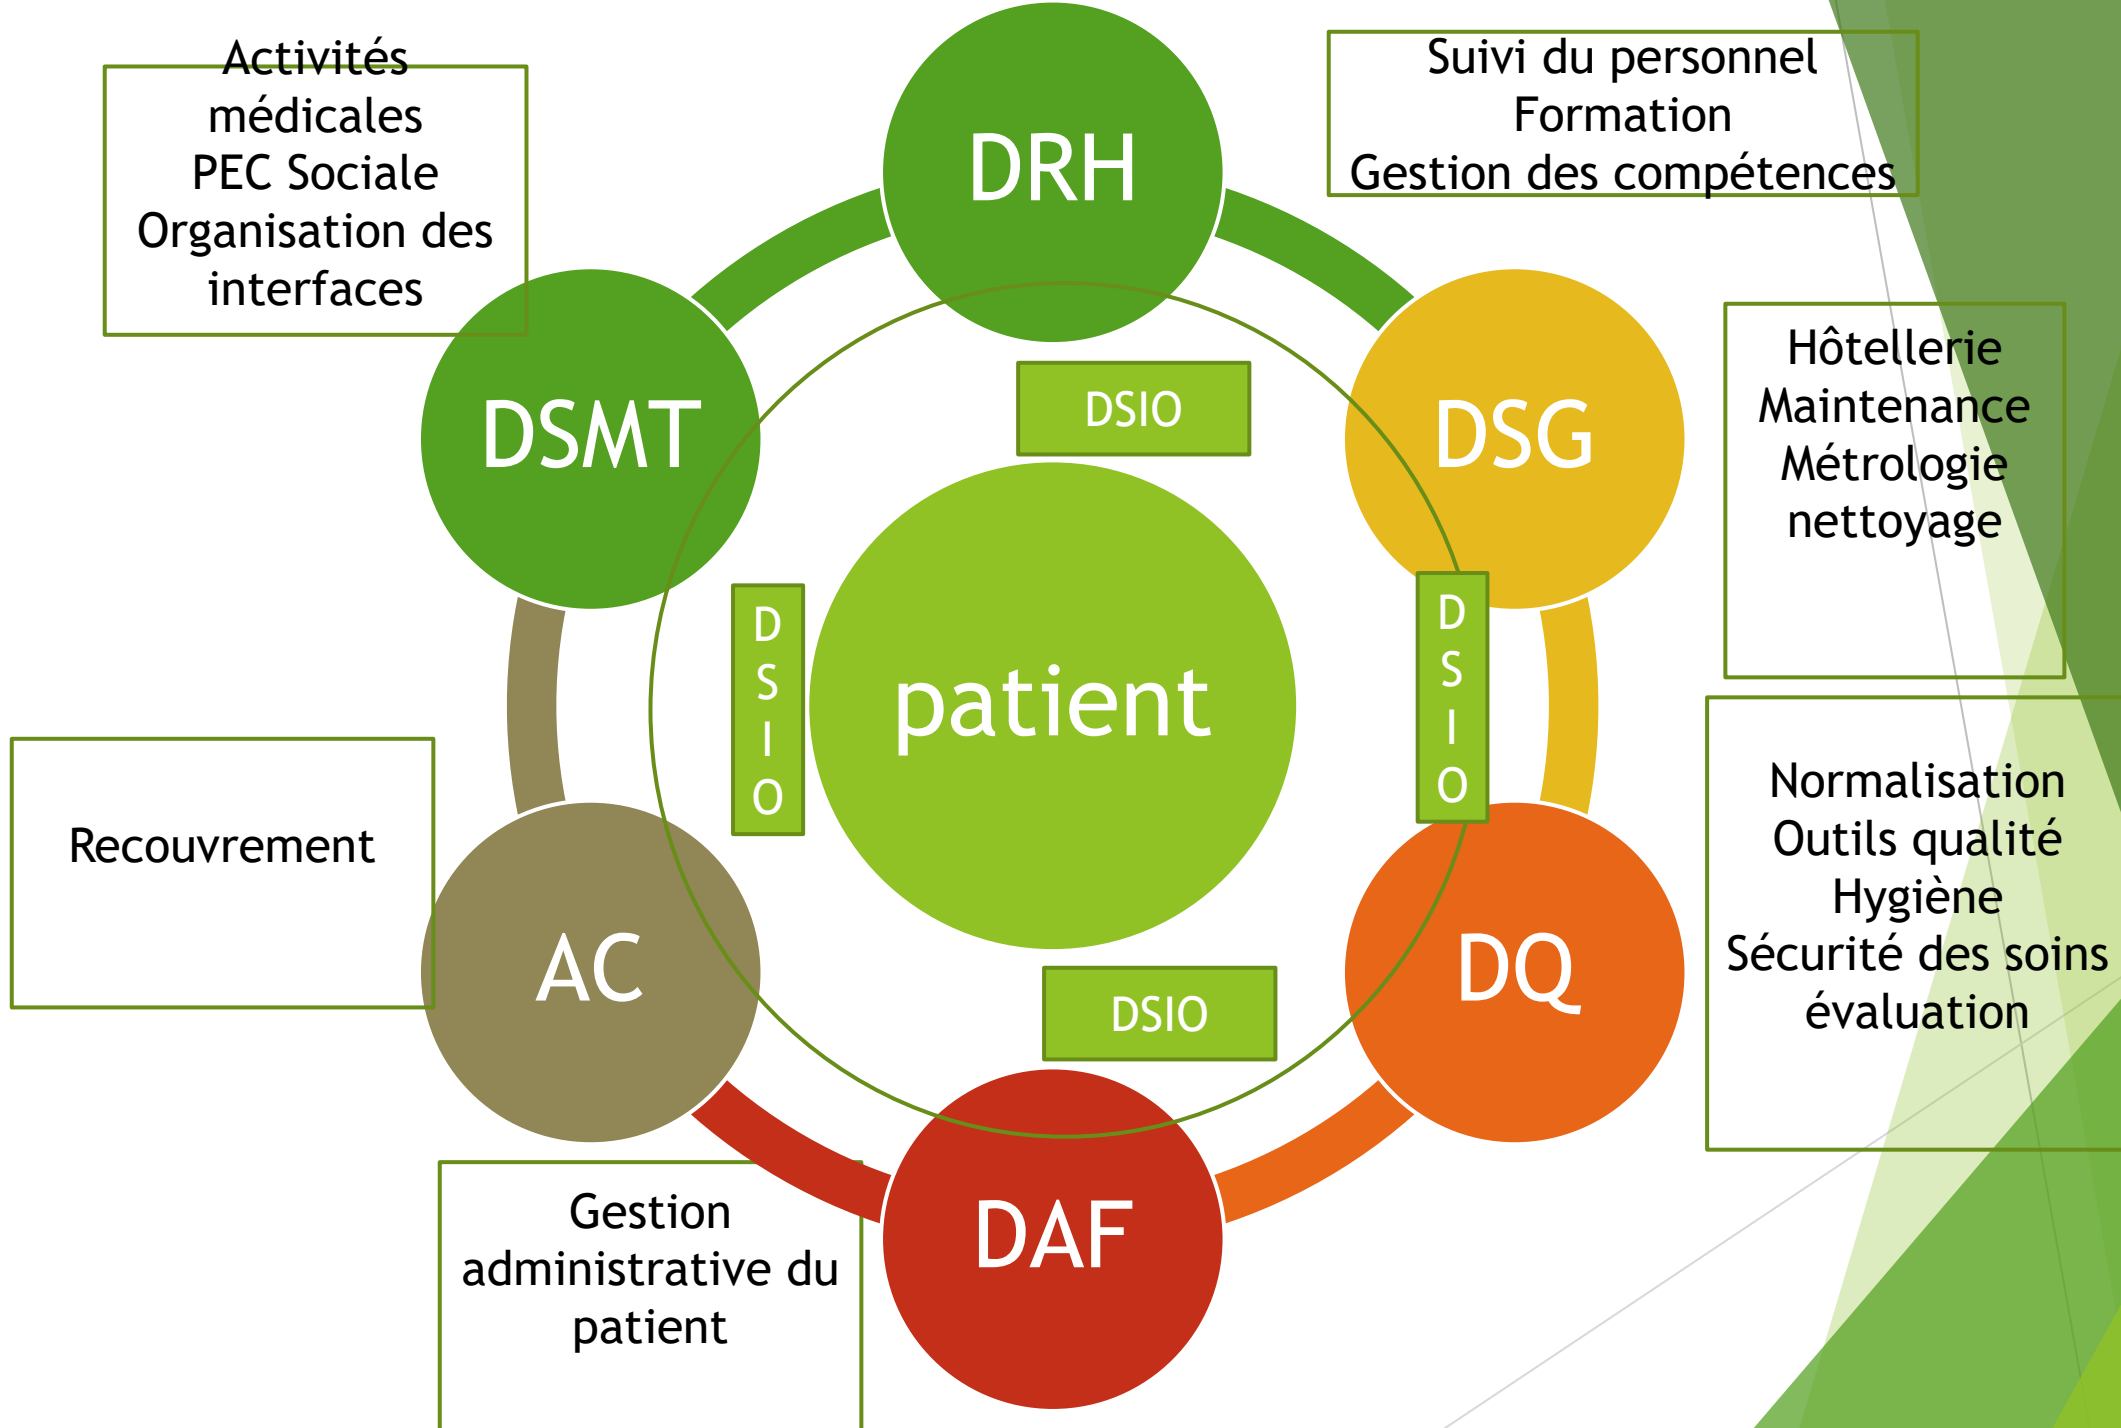 Activités
médicales
PEC Sociale
Organisation des
interfaces
DRH
Suivi du personnel
Formation
Gestion des compétences
DSMT
DSIO
DSG
Hôtellerie
Maintenance
Métrologie
nettoyage
D
S
I
O
patient
D
S
I
O
Recouvrement
AC
DSIO
DQ
Normalisation
Outils qualité
Hygiène
Sécurité des soins
évaluation
Gestion
administrative du
patient
DAF